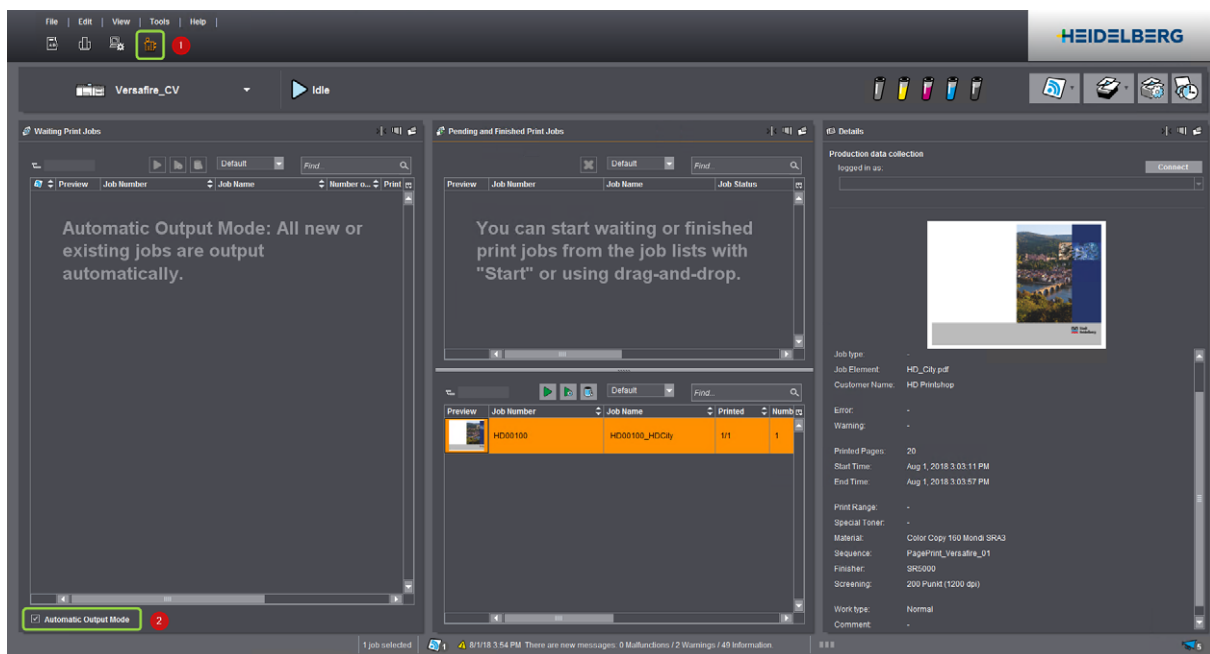 File | Edit | View | Tools | Help |
1
HEIDELBERG
Versafire_CV
Idle
Waiting Print Jobs
Default
Find...
Preview Job Number Job Name Number o... Print
Automatic Output Mode: All new or
existing jobs are output
automatically.
Automatic Output Mode
2
Pending and Finished Print Jobs
Default
Find...
Preview Job Number Job Name Job Status
You can start waiting or finished
print jobs from the job lists with
"Start" or using drag-and-drop.
Default
Find...
Preview Job Number Job Name Printed Numb
HD00100 HD00100_HDCity 1/1 1
Details
Production data collection
logged in as:
Connect
Job type: -
Job Element: HD_City.pdf
Customer Name: HD Printshop
Error: -
Warning: -
Printed Pages: 20
Start Time: Aug 1, 2018 3:03:11 PM
End Time: Aug 1, 2018 3:03:57 PM
Print Range: -
Special Toner: -
Material: Color Copy 160 Mondi SRA3
Sequence: PagePrint_Versafire_01
Finisher: SR5000
Screening: 200 Punkt (1200 dpi)
Work type: Normal
Comment: -
1 job selected
1
8/1/18 3:54 PM There are new messages: 0 Malfunctions / 2 Warnings / 49 Information.
5